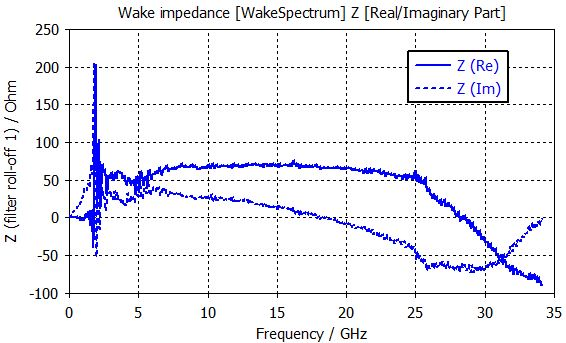 Wake impedance [WakeSpectrum] Z [Real/Imaginary Part]
Z (filter roll-off 1) / Ohm
250
200
150
100
50
0
-50
-100
Z (Re)
Z (Im)
0 5 10 15 20 25 30 35
Frequency / GHz